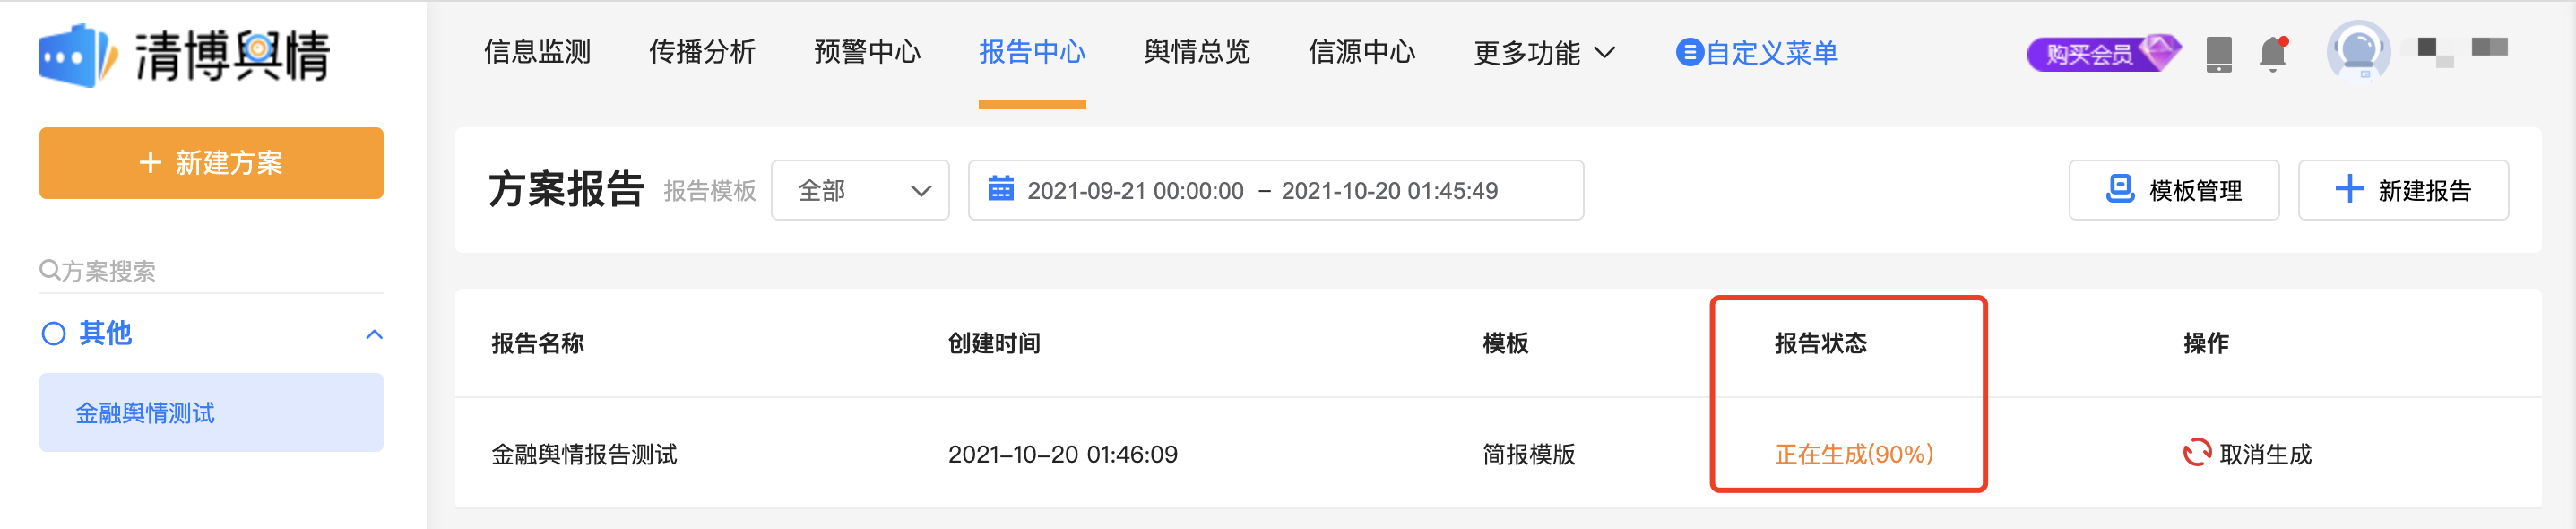 清博舆情
信息监测 传播分析 预警中心 报告中心 舆情总览 信源中心 更多功能 自定义菜单 购买会员
+ 新建方案
方案搜索
其他
金融舆情测试
方案报告 报告模板 全部 2021-09-21 00:00:00 – 2021-10-20 01:45:49 模板管理 + 新建报告
报告名称 创建时间 模板 报告状态 操作
金融舆情报告测试 2021-10-20 01:46:09 简报模版 正在生成(90%) 取消生成